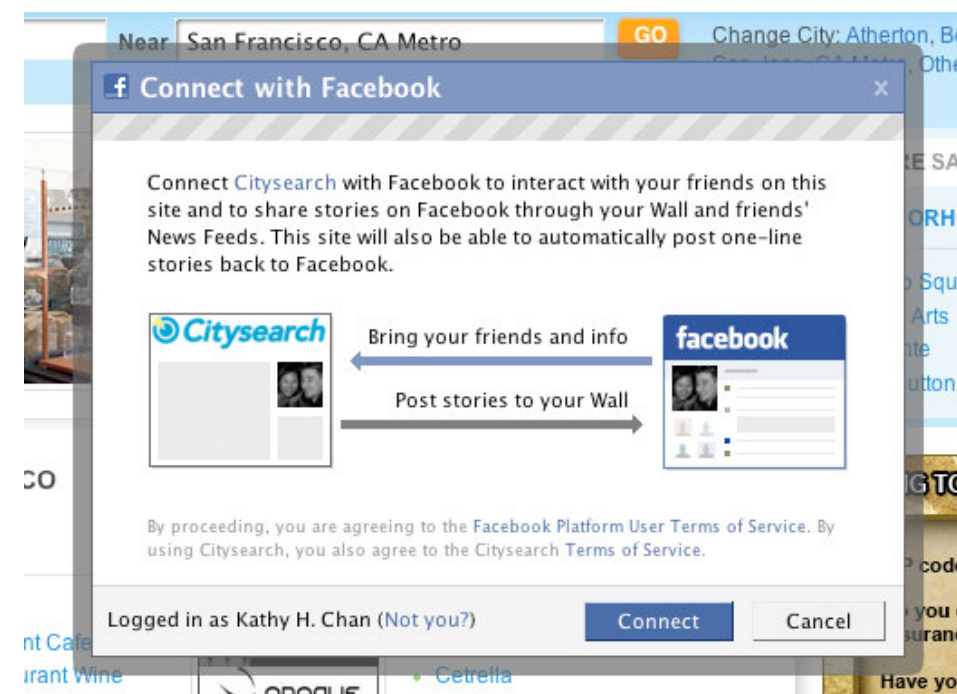 Near San Francisco, CA Metro GO Change City: Atherton,
Connect with Facebook x
Connect Citysearch with Facebook to interact with your friends on this
site and to share stories on Facebook through your Wall and friends'
News Feeds. This site will also be able to automatically post one-line
stories back to Facebook.
Citysearch
Bring your friends and info
facebook
Post stories to your Wall
By proceeding, you are agreeing to the Facebook Platform User Terms of Service. By
using Citysearch, you also agree to the Citysearch Terms of Service.
Logged in as Kathy H. Chan (Not you?) Connect Cancel
Arts
you
Wine
Cetrella
Have